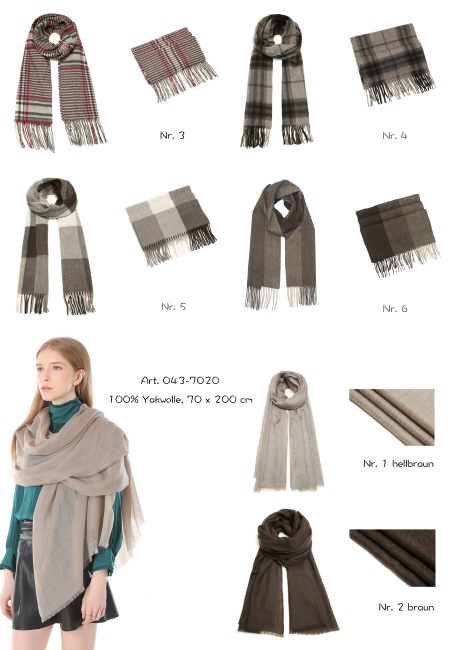 Nr. 3
Nr. 4
Nr. 5
Nr. 6
Art. 043-7020
100% Yakwolle, 70 x 200 cm
Nr. 1 hellbraun
Nr. 2 braun